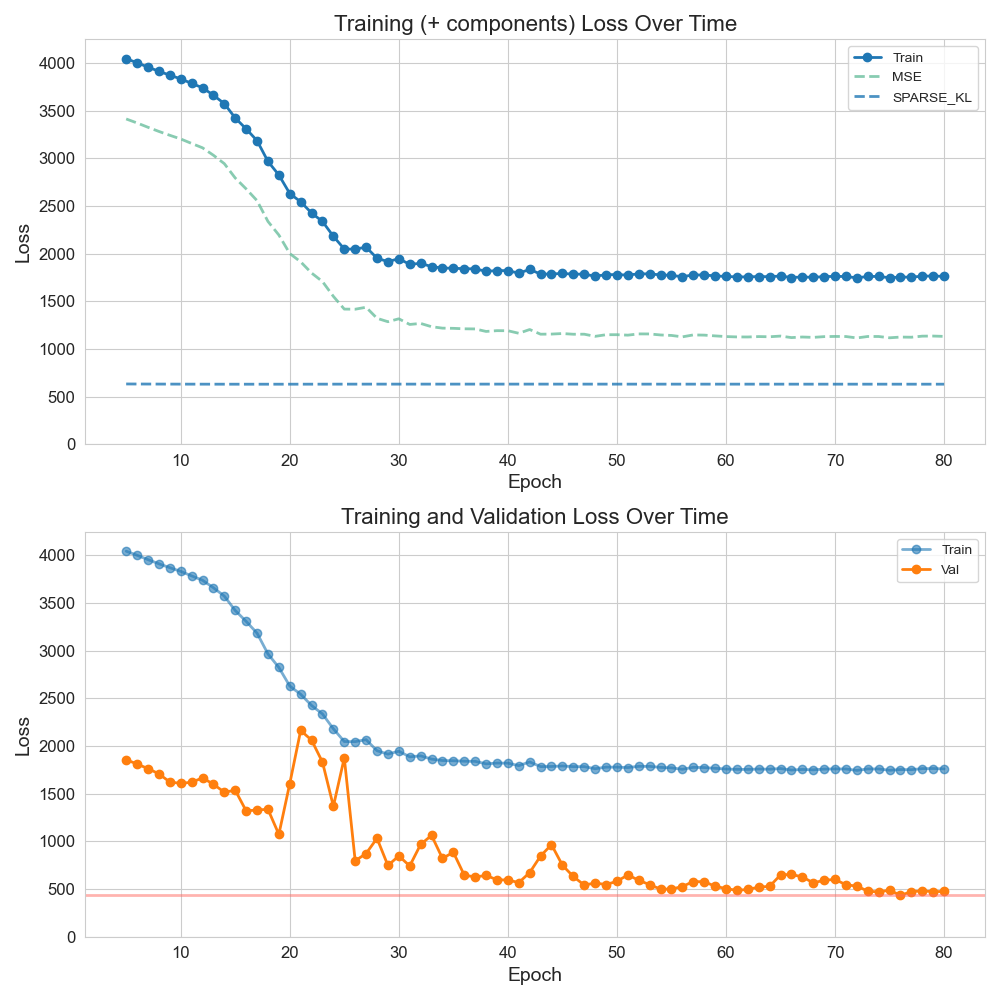 Training (+ components) Loss Over Time
Loss
4000
3500
3000
2500
2000
1500
1000
500
0
Train
MSE
SPARSE_KL
10 20 30 40 50 60 70 80
Epoch
Training and Validation Loss Over Time
Loss
4000
3500
3000
2500
2000
1500
1000
500
0
Train
Val
10 20 30 40 50 60 70 80
Epoch